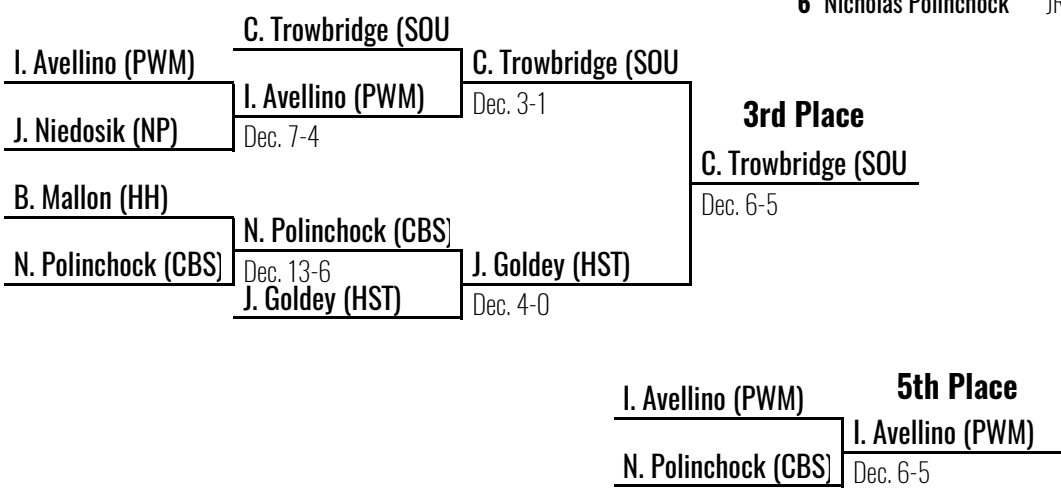 6 Nicholas Polinchock JR
C. Trowbridge (SOU
I. Avellino (PWM)
C. Trowbridge (SOU
I. Avellino (PWM)
Dec. 3-1
3rd Place
J. Niedosik (NP)
Dec. 7-4
C. Trowbridge (SOU
B. Mallon (HH)
Dec. 6-5
N. Polinchock (CBS)
N. Polinchock (CBS)
Dec. 13-6
J. Goldey (HST)
J. Goldey (HST)
Dec. 4-0
I. Avellino (PWM)
5th Place
I. Avellino (PWM)
N. Polinchock (CBS)
Dec. 6-5